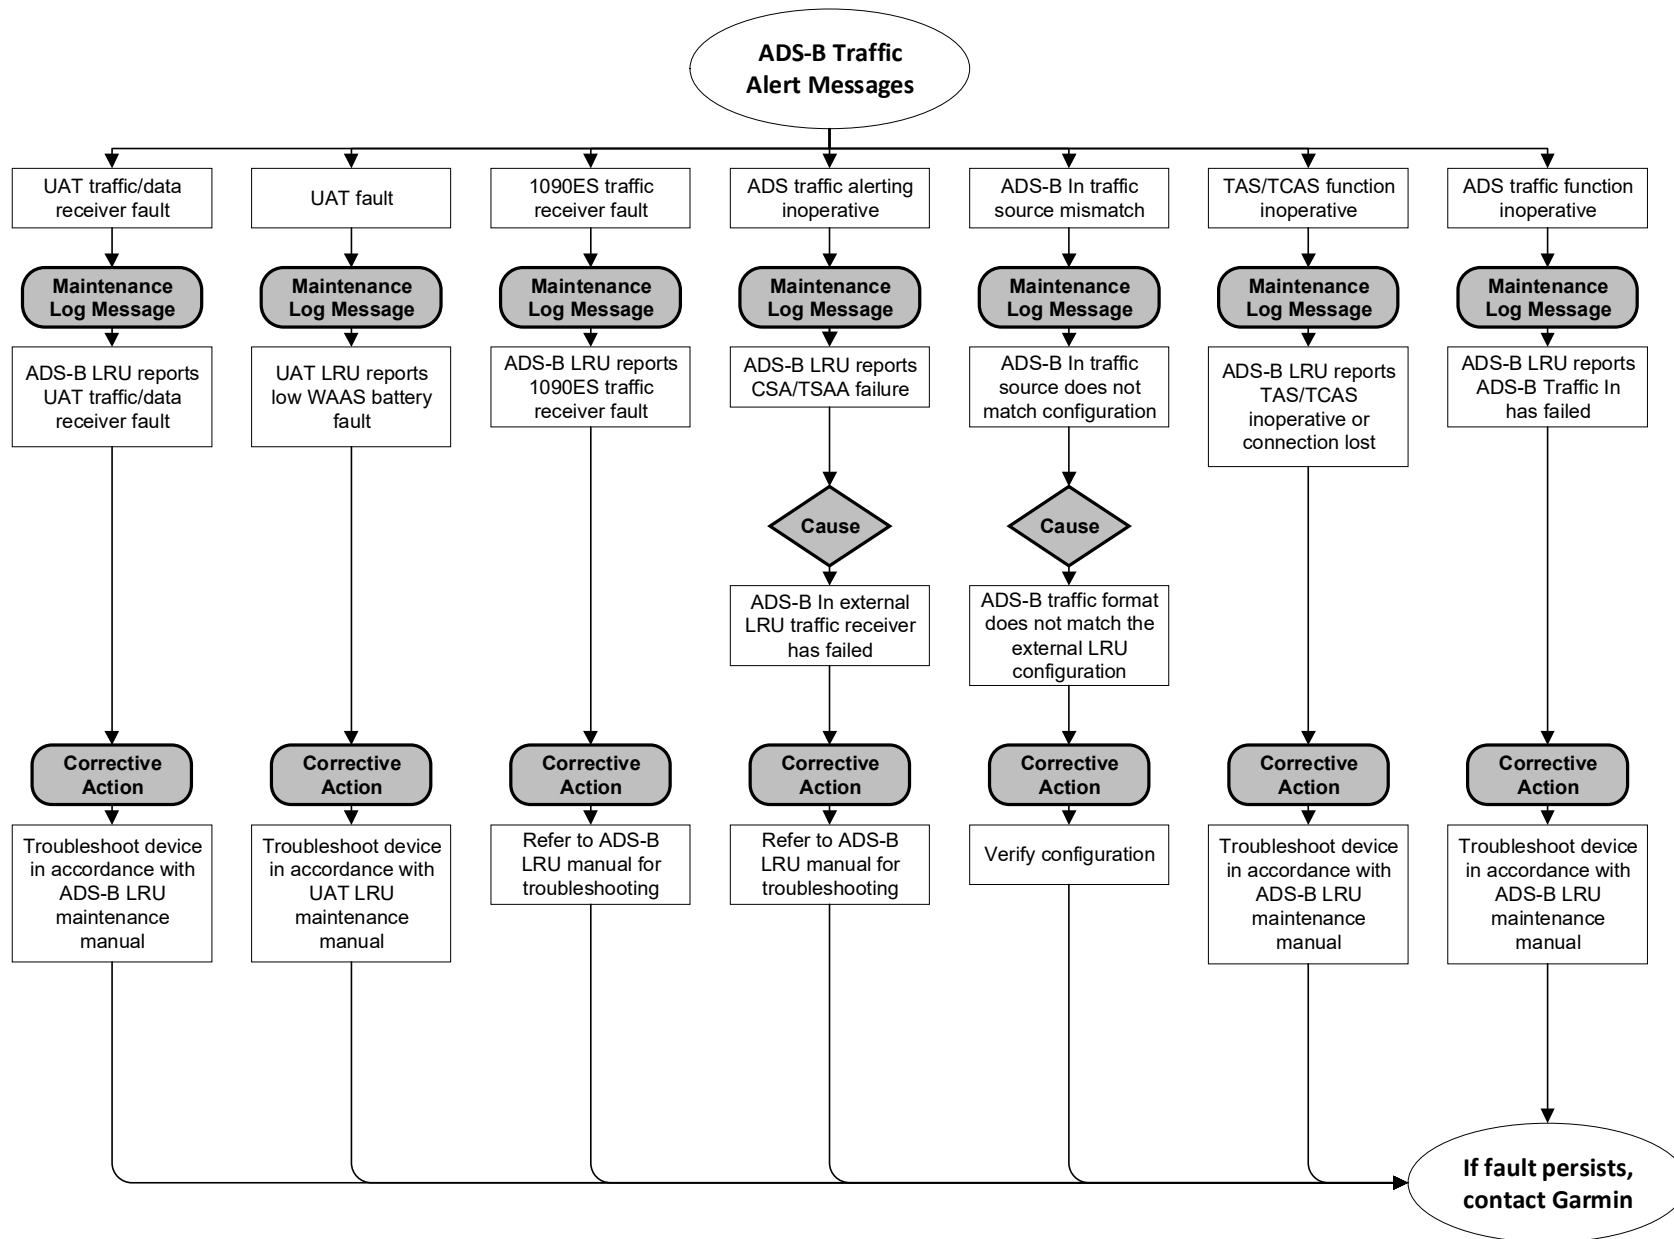 ADS-B Traffic
Alert Messages
UAT traffic/data
receiver fault
UAT fault
1090ES traffic
receiver fault
ADS traffic alerting
inoperative
ADS-B In traffic
source mismatch
TAS/TCAS function
inoperative
ADS traffic function
inoperative
Maintenance
Log Message
Maintenance
Log Message
Maintenance
Log Message
Maintenance
Log Message
Maintenance
Log Message
Maintenance
Log Message
Maintenance
Log Message
ADS-B LRU reports
UAT traffic/data
receiver fault
UAT LRU reports
low WAAS battery
fault
ADS-B LRU reports
1090ES traffic
receiver fault
ADS-B LRU reports
CSA/TSAA failure
ADS-B In traffic
source does not
match configuration
ADS-B LRU reports
TAS/TCAS
inoperative or
connection lost
ADS-B LRU reports
ADS-B Traffic In
has failed
Cause
Cause
ADS-B In external
LRU traffic receiver
has failed
ADS-B traffic format
does not match the
external LRU
configuration
Corrective
Action
Corrective
Action
Corrective
Action
Corrective
Action
Corrective
Action
Corrective
Action
Corrective
Action
Troubleshoot device
in accordance with
ADS-B LRU
maintenance
manual
Troubleshoot device
in accordance with
UAT LRU
maintenance
manual
Refer to ADS-B
LRU manual for
troubleshooting
Refer to ADS-B
LRU manual for
troubleshooting
Verify configuration
Troubleshoot device
in accordance with
ADS-B LRU
maintenance
manual
Troubleshoot device
in accordance with
ADS-B LRU
maintenance
manual
If fault persists,
contact Garmin